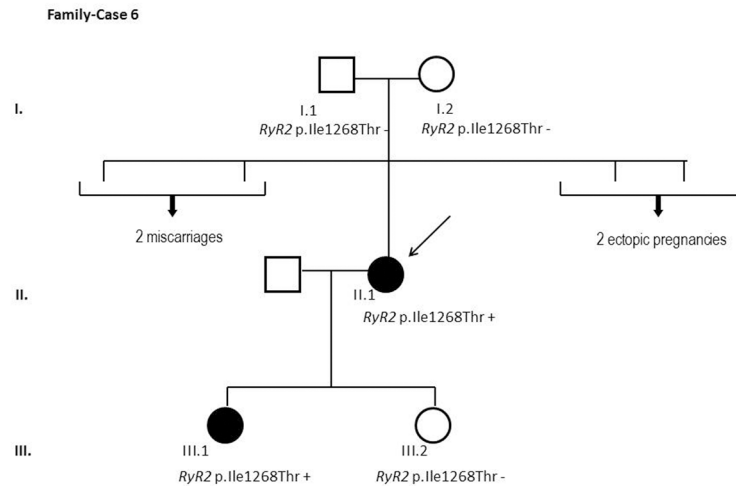 Family-Case 6
I.
I.1
I.2
RyR2 p.Ile1268Thr -
RyR2 p.Ile1268Thr -
2 miscarriages
2 ectopic pregnancies
II.
II.1
RyR2 p.Ile1268Thr +
III.
III.1
III.2
RyR2 p.Ile1268Thr +
RyR2 p.Ile1268Thr -